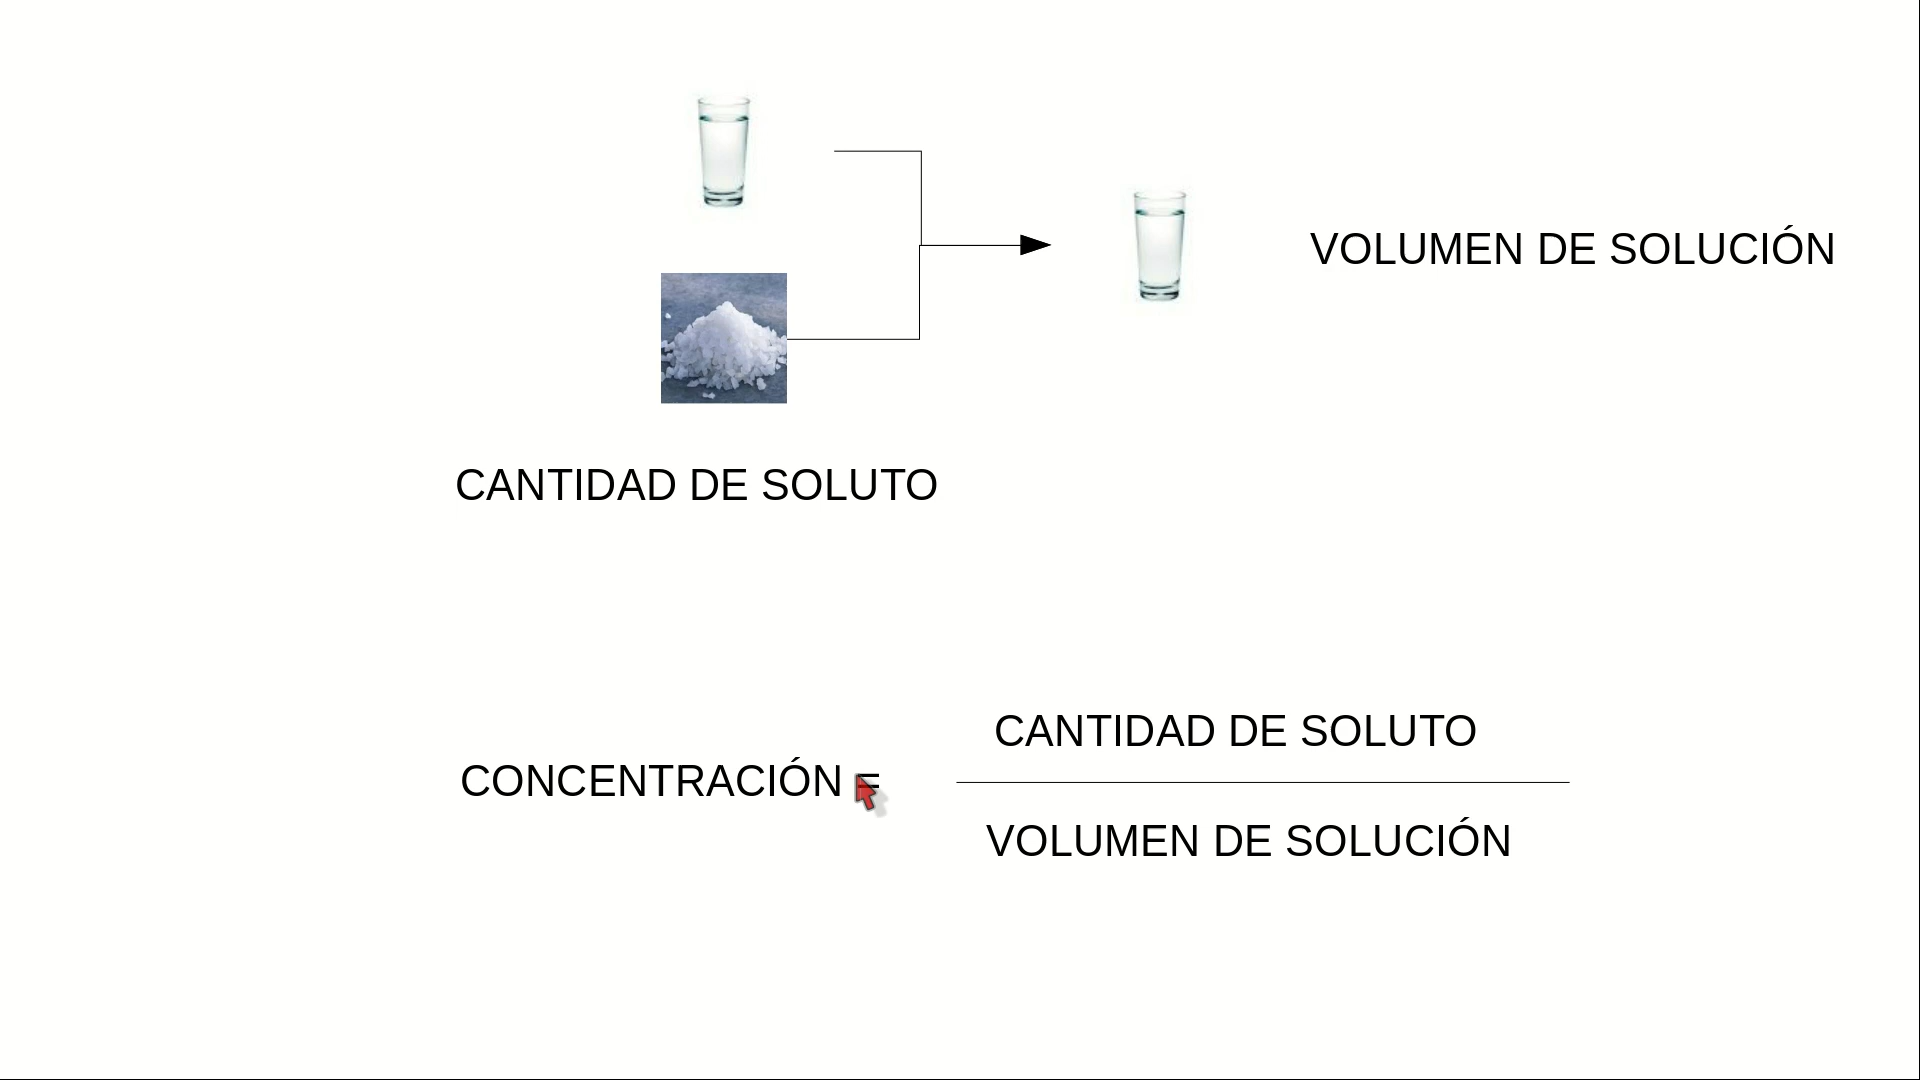 VOLUMEN DE SOLUCIÓN
CANTIDAD DE SOLUTO
CANTIDAD DE SOLUTO
CONCENTRACIÓN =
VOLUMEN DE SOLUCIÓN